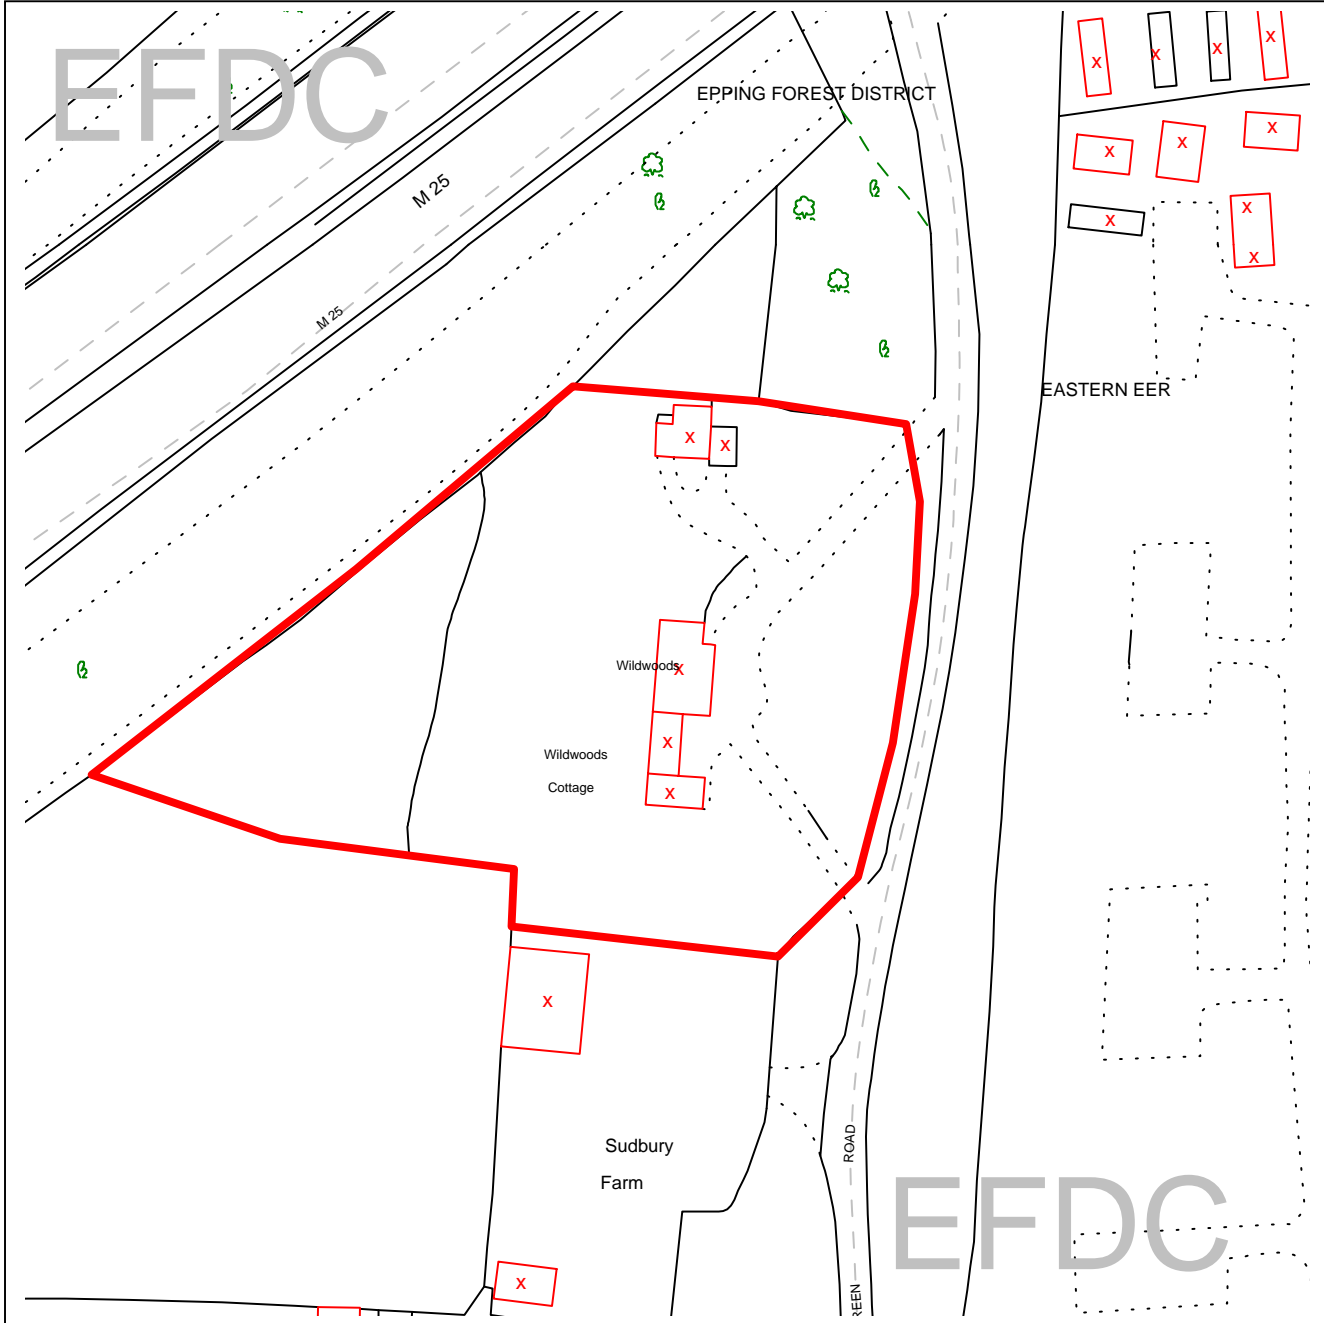 EFDC
EPPING FOREST DISTRICT
M 25
M 25
EASTERN EER
Wildwoods
Wildwoods
Cottage
Sudbury
Farm
ROAD
REEN
EFDC